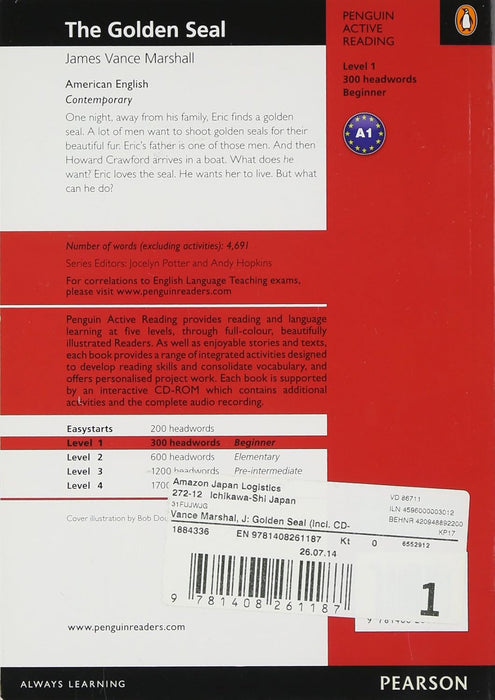 The Golden Seal
James Vance Marshall
American English
Contemporary
One night, away from his family, Eric finds a golden
seal. A lot of men want to shoot golden seals for their
beautiful fur. Eric's father is one of those men. And then
Howard Crawford arrives in a boat. What does he
want? Eric loves the seal. He wants her to live. But what
can he do?
PENGUIN
ACTIVE
READING
Level 1
300 headwords
Beginner
A1
Number of words (excluding activities): 4,691
Series Editors: Jocelyn Potter and Andy Hopkins
For correlations to English Language Teaching exams,
please visit www.penguinreaders.com
Penguin Active Reading provides reading and language
learning at five levels, through full-colour, beautifully
illustrated Readers. As well as enjoyable stories and texts,
each book provides a range of integrated activities designed
to develop reading skills and consolidate vocabulary, and
offers personalised project work. Each book is supported
by an interactive CD-ROM which contains additional
activities and the complete audio recording.
Easystarts 200 headwords
Level 1 300 headwords Beginner
Level 2 600 headwords Elementary
Level 3 1200 headwords Pre-intermediate
Level 4 1700
Cover illustration by Bob
Amazon Japan Logistics
272-12 Ichikawa-Shi Japan
31FUJWJG
Vance Marshal, J: Golden Seal (Incl. CD-
1884336 EN 9781408261187 Kt 0 6552912
26.07.14
VD 86711
ILN 4596000003012
BEHNR 420948892200
KP17
9 781408 261187
1
www.penguinreaders.com
ALWAYS LEARNING
PEARSON